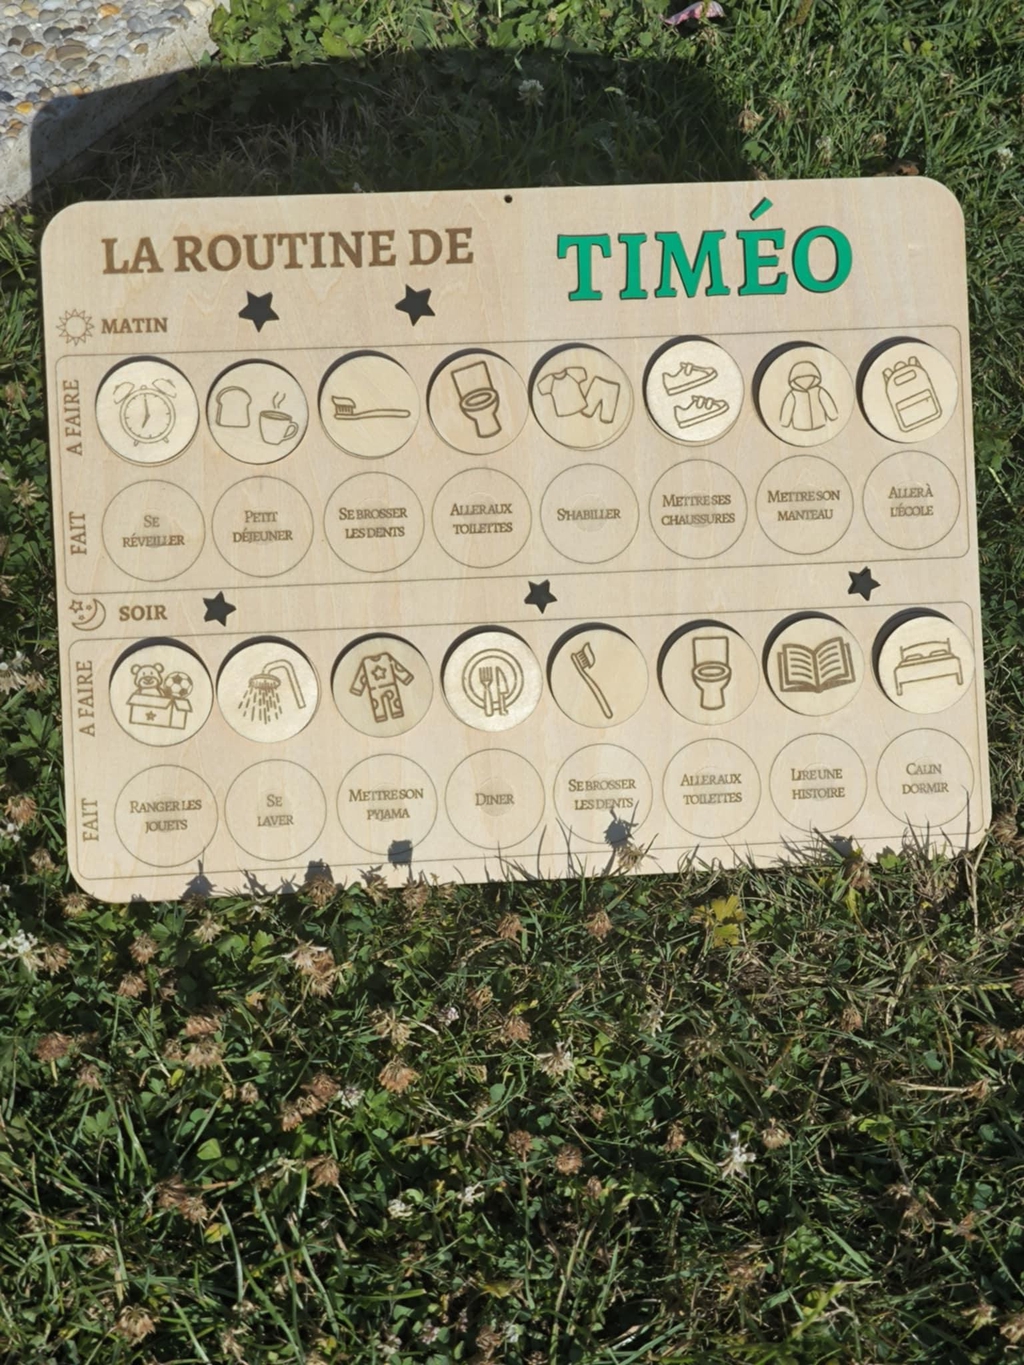 LA ROUTINE DE TIMÉO
MATIN
A FAIRE
FAIT
SE
RÉVEILLER
PETIT
DÉJEUNER
SE BROSSER
LES DENTS
ALLER AUX
TOILETTES
S'HABILLER
METTRE SES
CHAUSSURES
METTRE SON
MANTEAU
ALLER À
L'ÉCOLE
SOIR
A FAIRE
FAIT
RANGER LES
JOUETS
SE
LAVER
METTRE SON
PYJAMA
DINER
SE BROSSER
LES DENTS
ALLER AUX
TOILETTES
LIRE UNE
HISTOIRE
CALIN
DORMIR